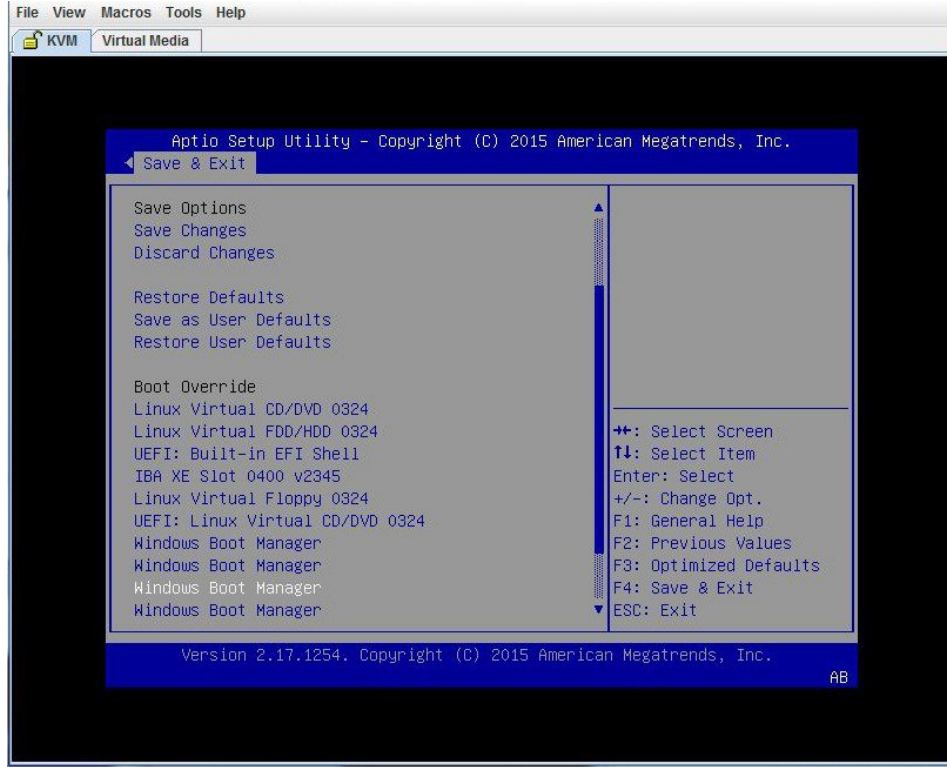 File View Macros Tools Help
KVM Virtual Media
Aptio Setup Utility – Copyright (C) 2015 American Megatrends, Inc.
Save & Exit
Save Options
Save Changes
Discard Changes
Restore Defaults
Save as User Defaults
Restore User Defaults
Boot Override
Linux Virtual CD/DVD 0324
Linux Virtual FDD/HDD 0324
UEFI: Built-in EFI Shell
IBA XE Slot 0400 v2345
Linux Virtual Floppy 0324
UEFI: Linux Virtual CD/DVD 0324
Windows Boot Manager
Windows Boot Manager
Windows Boot Manager
Windows Boot Manager
→←: Select Screen
↑↓: Select Item
Enter: Select
+/-: Change Opt.
F1: General Help
F2: Previous Values
F3: Optimized Defaults
F4: Save & Exit
ESC: Exit
Version 2.17.1254. Copyright (C) 2015 American Megatrends, Inc.
AB